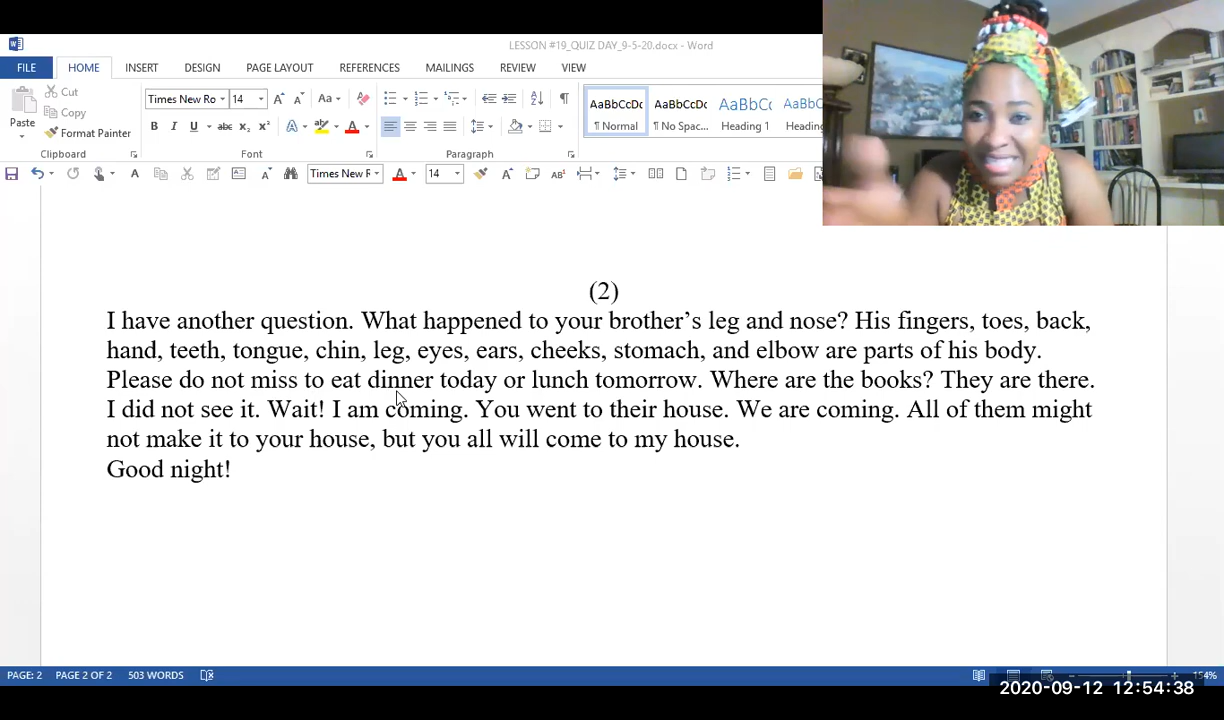 LESSON #19_QUIZ DAY_9-5-20.docx - Word
FILE HOME INSERT DESIGN PAGE LAYOUT REFERENCES MAILINGS REVIEW VIEW
Cut
Copy
Format Painter
Paste
Times New Ro 14
AaBbCcDc AaBbCcDc AaBbCc AaBbC
¶ Normal ¶ No Spac... Heading 1 Heading
Clipboard Font Paragraph
Times New R 14
(2)
I have another question. What happened to your brother’s leg and nose? His fingers, toes, back,
hand, teeth, tongue, chin, leg, eyes, ears, cheeks, stomach, and elbow are parts of his body.
Please do not miss to eat dinner today or lunch tomorrow. Where are the books? They are there.
I did not see it. Wait! I am coming. You went to their house. We are coming. All of them might
not make it to your house, but you all will come to my house.
Good night!
PAGE: 2 PAGE 2 OF 2 503 WORDS 154%
2020-09-12 12:54:38